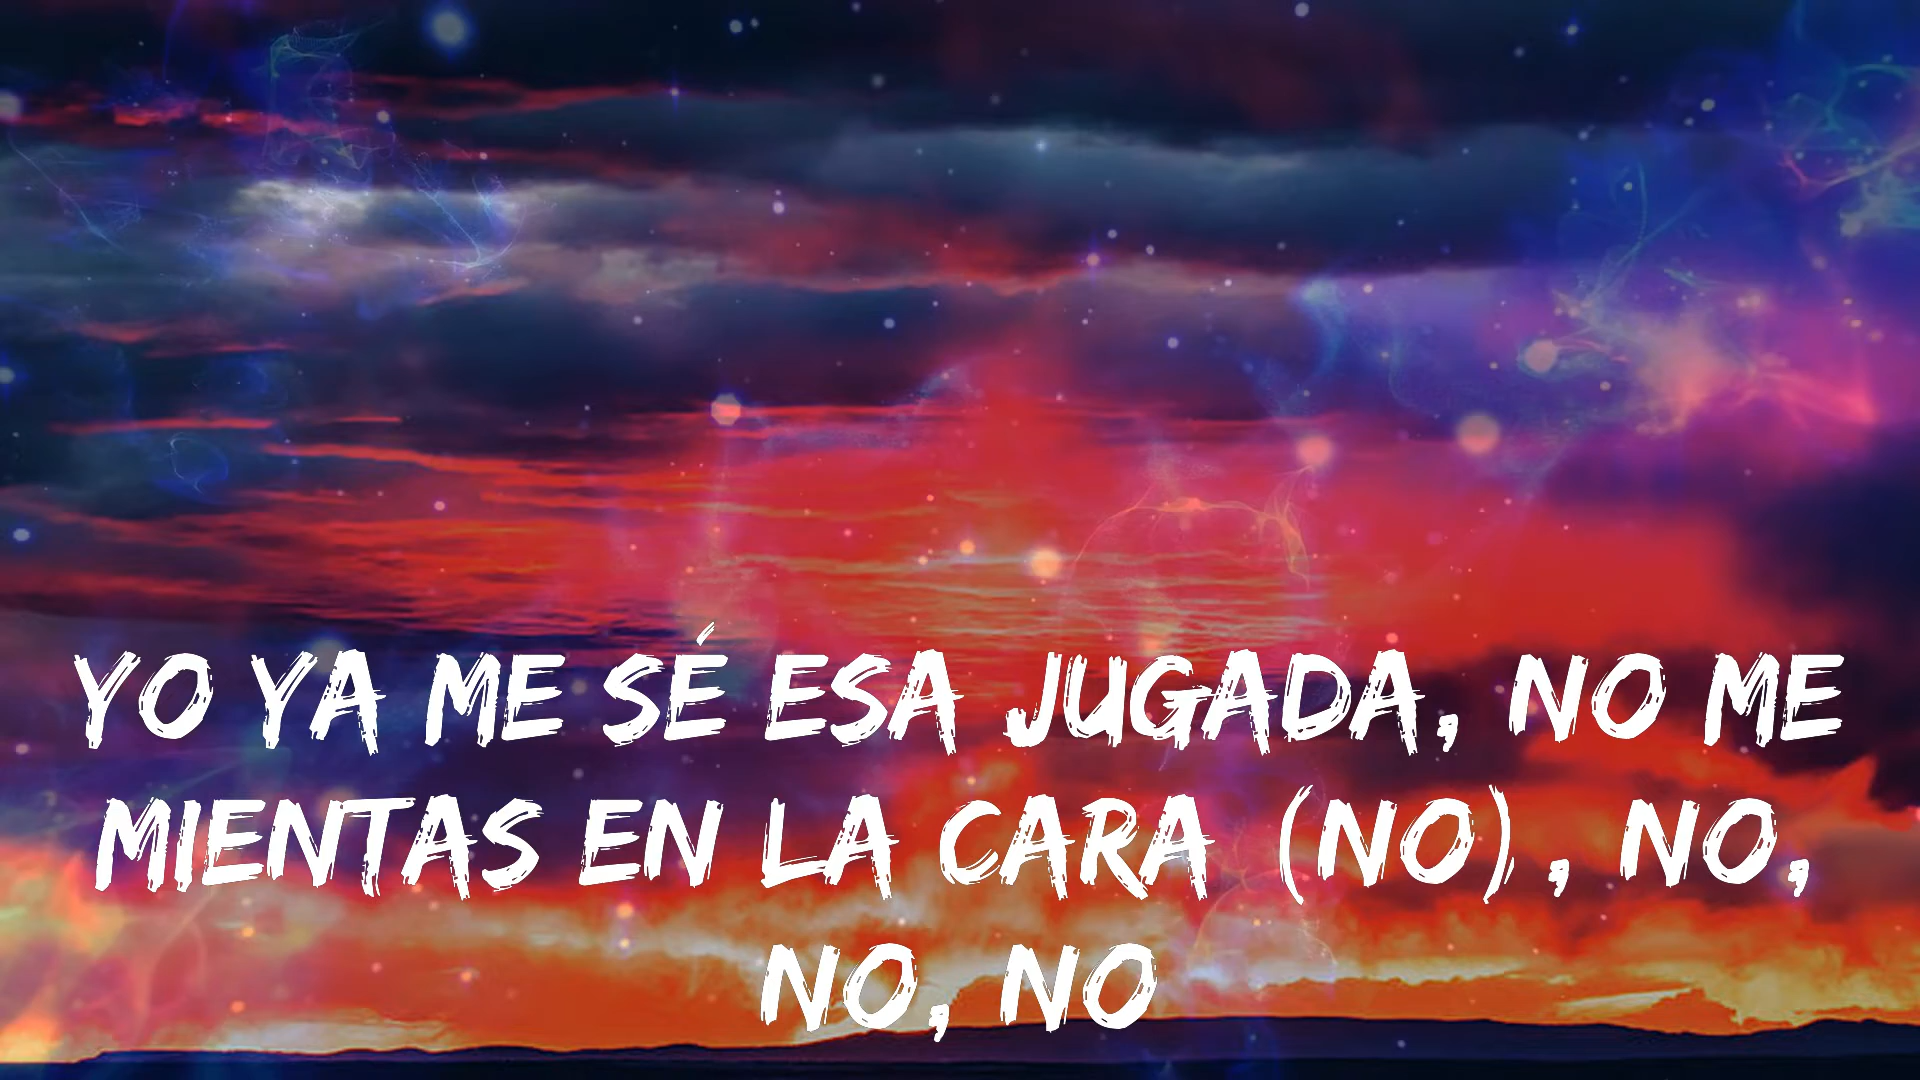 YO YA ME SÉ ESA JUGADA, NO ME
MIENTAS EN LA CARA (NO), NO,
NO, NO